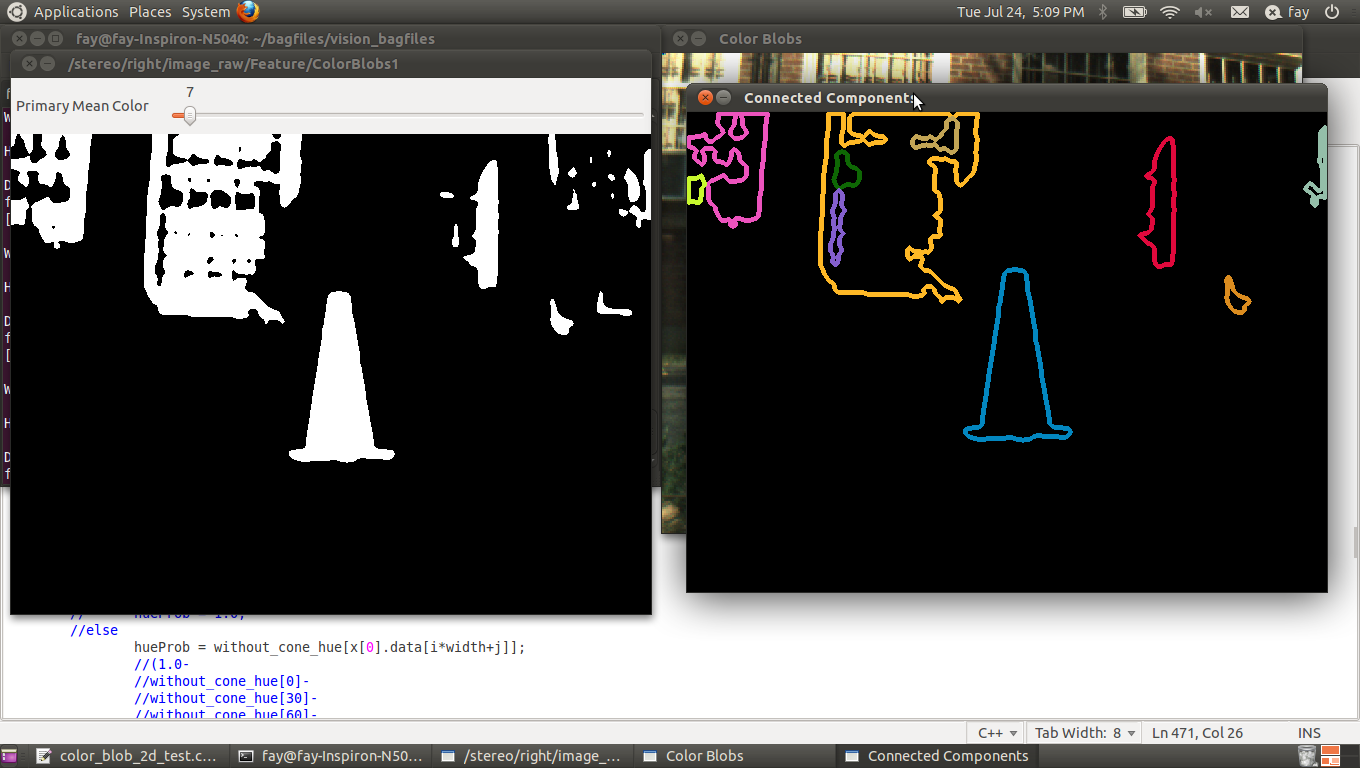 Applications Places System
Tue Jul 24, 5:09 PM
fay
fay@fay-Inspiron-N5040: ~/bagfiles/vision_bagfiles
Color Blobs
/stereo/right/image_raw/Feature/ColorBlobs1
Connected Components
7
Primary Mean Color
//else
hueProb = without_cone_hue[x[0].data[i*width+j]];
//(1.0-
//without_cone_hue[0]-
//without_cone_hue[30]-
//without_cone_hue[60]-
C++
Tab Width: 8
Ln 471, Col 26
INS
color_blob_2d_test.c...
fay@fay-Inspiron-N50...
/stereo/right/image_...
Color Blobs
Connected Components